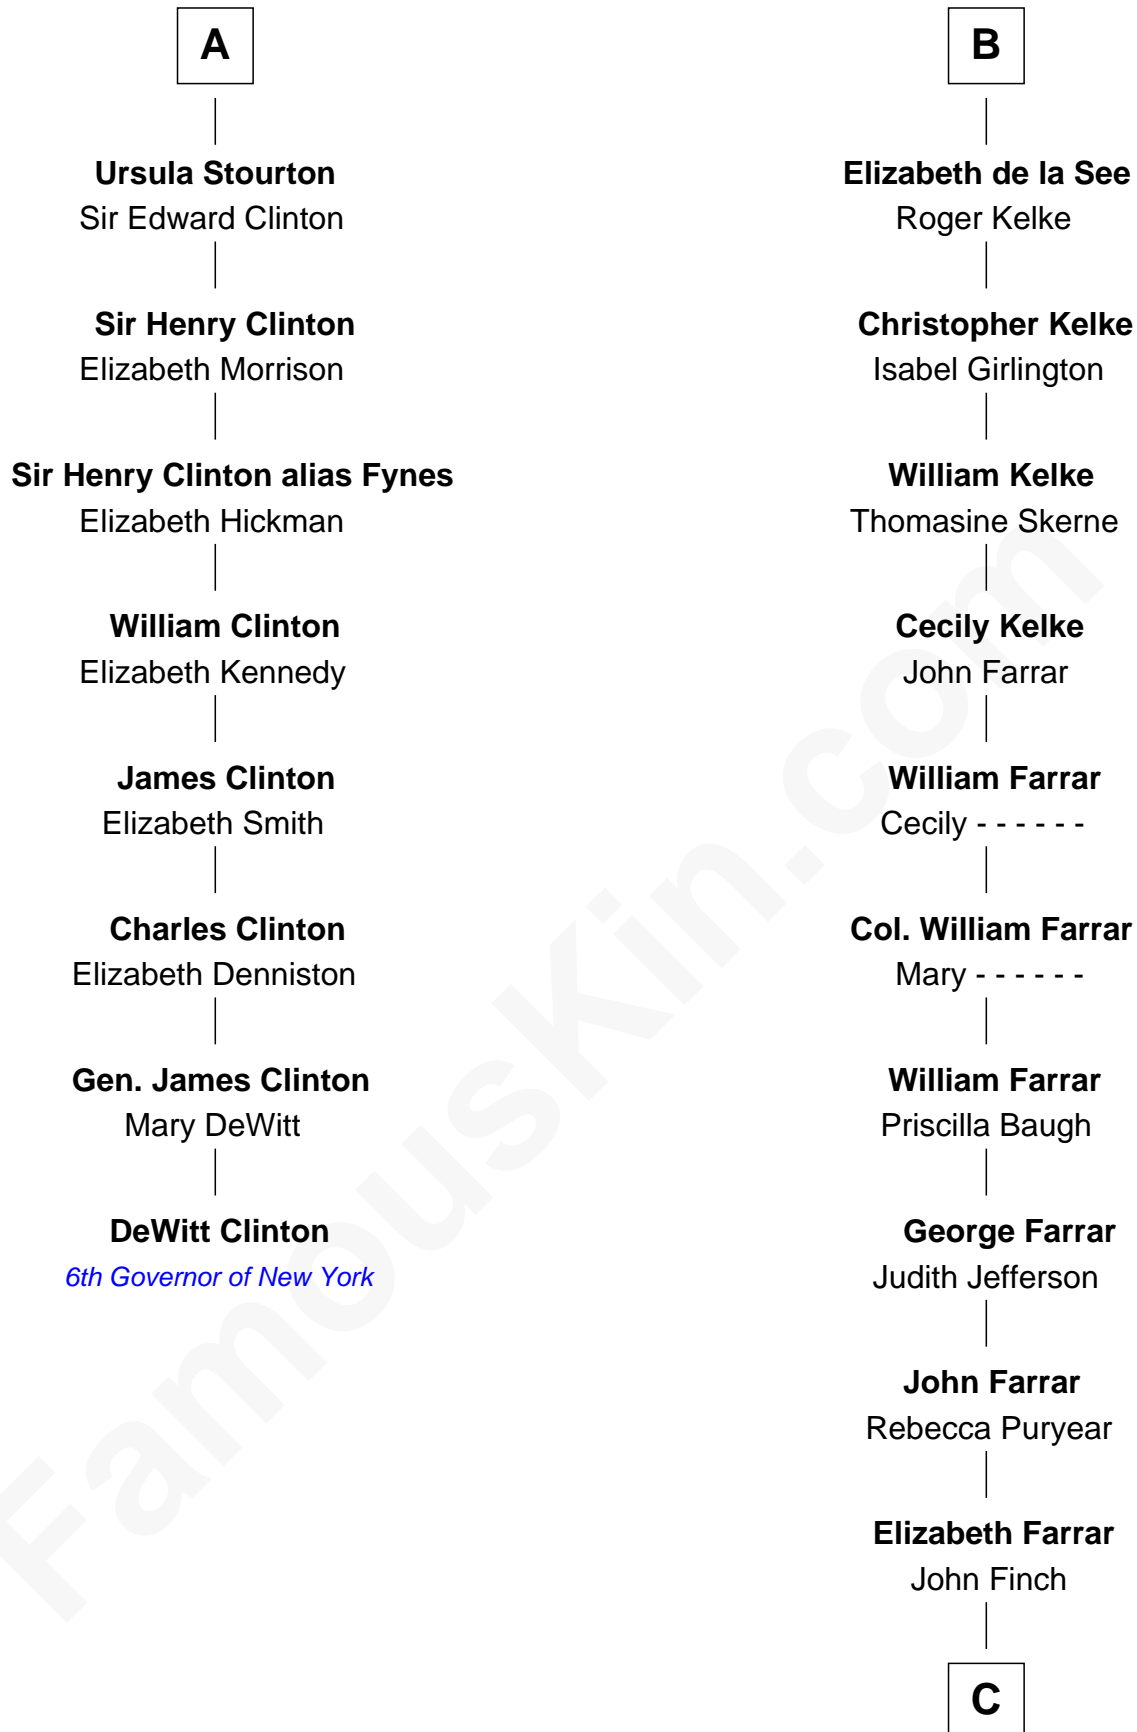 A
Ursula Stourton
Sir Edward Clinton
Sir Henry Clinton
Elizabeth Morrison
Sir Henry Clinton alias Fynes
Elizabeth Hickman
William Clinton
Elizabeth Kennedy
James Clinton
Elizabeth Smith
Charles Clinton
Elizabeth Denniston
Gen. James Clinton
Mary DeWitt
DeWitt Clinton
6th Governor of New York
B
Elizabeth de la See
Roger Kelke
Christopher Kelke
Isabel Girlington
William Kelke
Thomasine Skerne
Cecily Kelke
John Farrar
William Farrar
Cecily - - - - - -
Col. William Farrar
Mary - - - - - -
William Farrar
Priscilla Baugh
George Farrar
Judith Jefferson
John Farrar
Rebecca Puryear
Elizabeth Farrar
John Finch
C
FamousKin.com